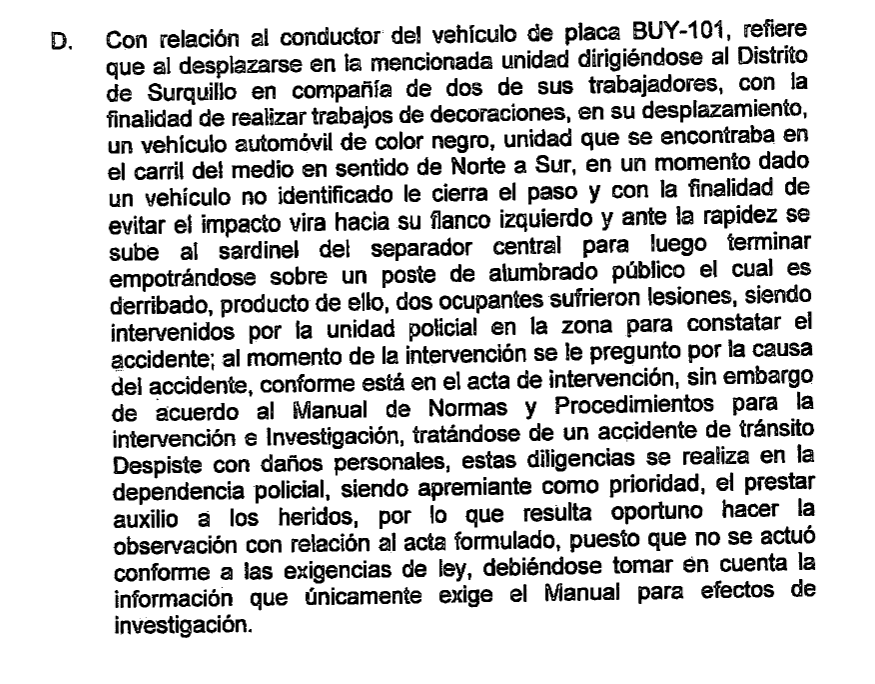 D. Con relación al conductor del vehículo de placa BUY-101, refiere
que al desplazarse en la mencionada unidad dirigiéndose al Distrito
de Surquillo en compañía de dos de sus trabajadores, con la
finalidad de realizar trabajos de decoraciones, en su desplazamiento,
un vehículo automóvil de color negro, unidad que se encontraba en
el carril del medio en sentido de Norte a Sur, en un momento dado
un vehículo no identificado le cierra el paso y con la finalidad de
evitar el impacto vira hacia su flanco izquierdo y ante la rapidez se
sube al sardinel del separador central para luego terminar
empotrándose sobre un poste de alumbrado público el cual es
derribado, producto de ello, dos ocupantes sufrieron lesiones, siendo
intervenidos por la unidad policial en la zona para constatar el
accidente; al momento de la intervención se le pregunto por la causa
del accidente, conforme está en el acta de intervención, sin embargo
de acuerdo al Manual de Normas y Procedimientos para la
intervención e Investigación, tratándose de un accidente de tránsito
Despiste con daños personales, estas diligencias se realiza en la
dependencia policial, siendo apremiante como prioridad, el prestar
auxilio a los heridos, por lo que resulta oportuno hacer la
observación con relación al acta formulado, puesto que no se actuó
conforme a las exigencias de ley, debiéndose tomar en cuenta la
información que únicamente exige el Manual para efectos de
investigación.